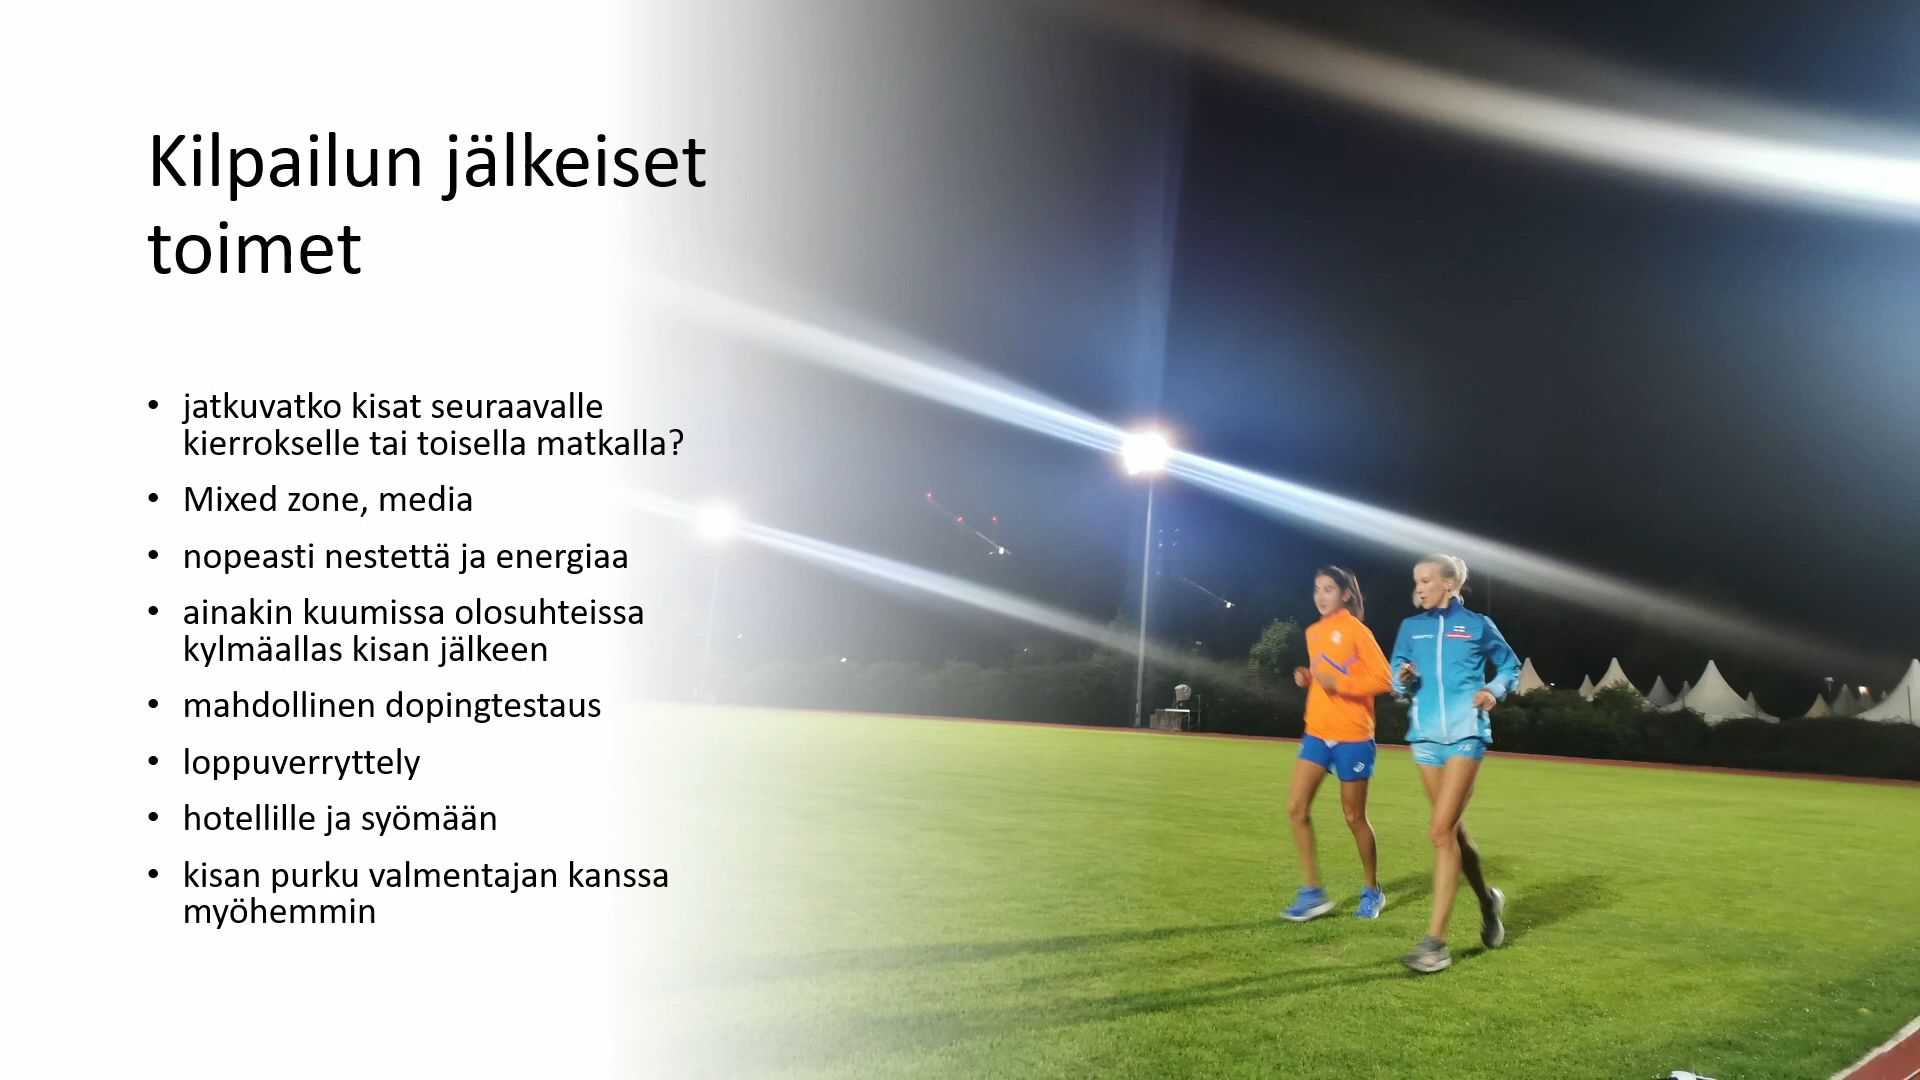 Kilpailun jälkeiset
toimet
• jatkuvatko kisat seuraavalle
kierrokselle tai toisella matkalla?
• Mixed zone, media
• nopeasti nestettä ja energiaa
• ainakin kuumissa olosuhteissa
kylmäallas kisan jälkeen
• mahdollinen dopingtestaus
• loppuverryttely
• hotellille ja syömään
• kisan purku valmentajan kanssa
myöhemmin